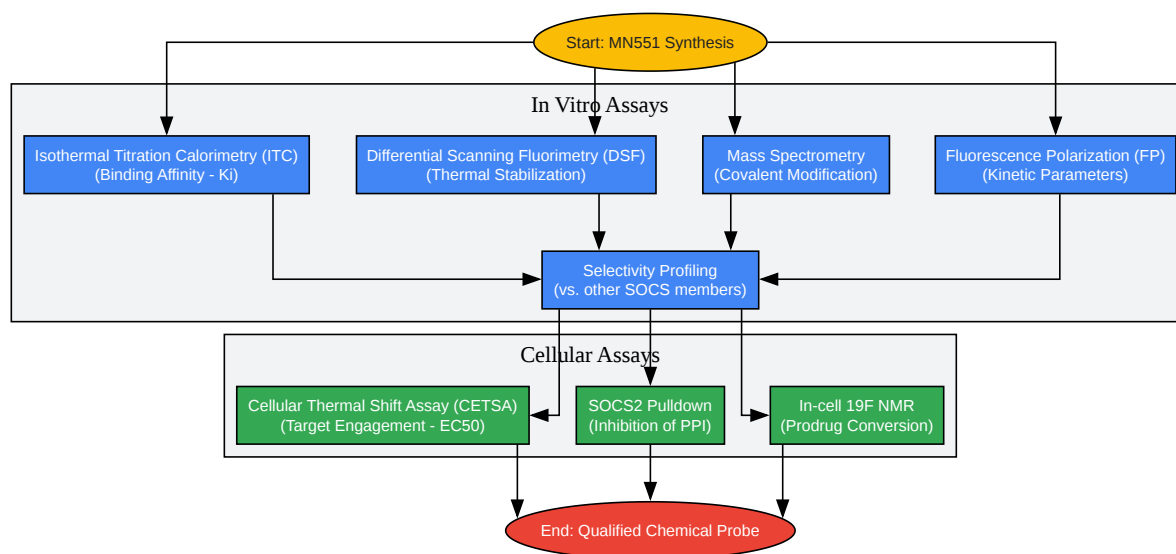 Start: MN551 Synthesis
In Vitro Assays
Isothermal Titration Calorimetry (ITC)
(Binding Affinity - Ki)
Differential Scanning Fluorimetry (DSF)
(Thermal Stabilization)
Mass Spectrometry
(Covalent Modification)
Fluorescence Polarization (FP)
(Kinetic Parameters)
Selectivity Profiling
(vs. other SOCS members)
Cellular Assays
Cellular Thermal Shift Assay (CETSA)
(Target Engagement - EC50)
SOCS2 Pulldown
(Inhibition of PPI)
In-cell 19F NMR
(Prodrug Conversion)
End: Qualified Chemical Probe